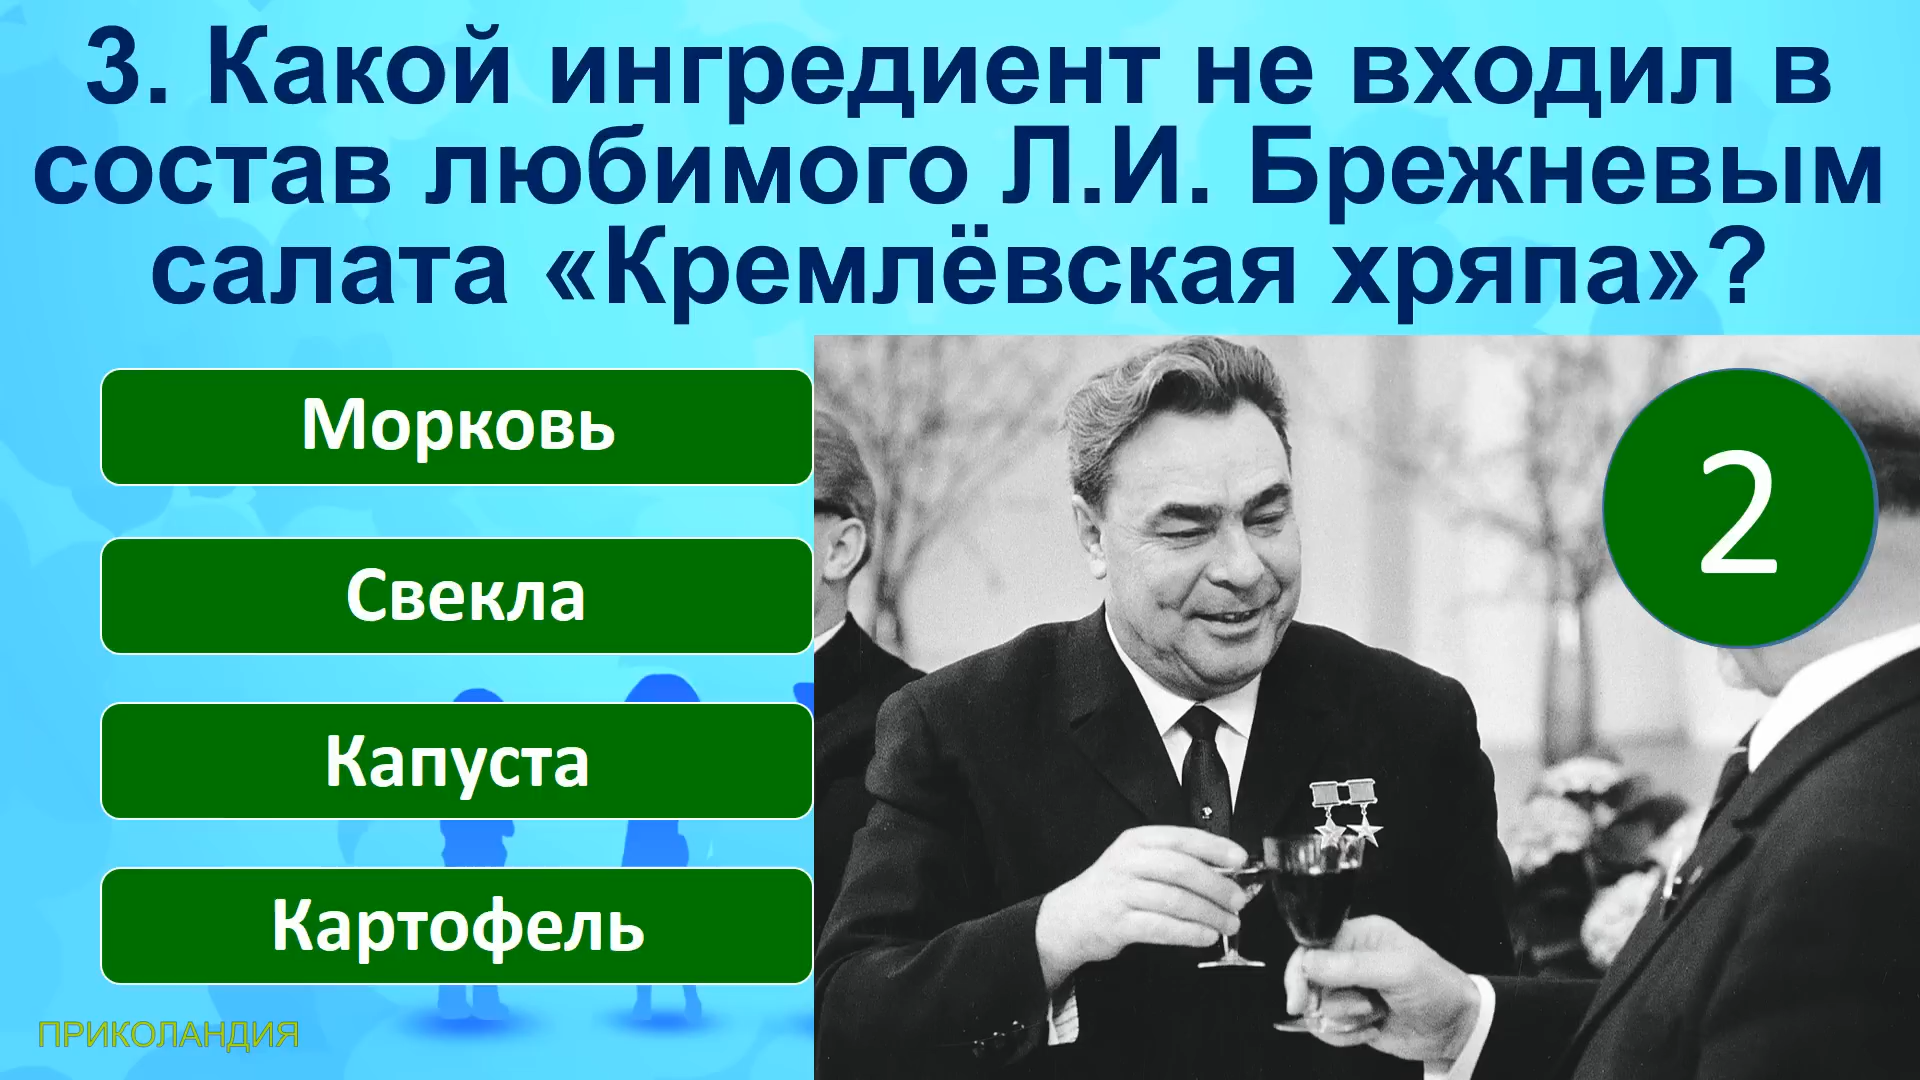 3. Какой ингредиент не входил в
состав любимого Л.И. Брежневым
салата «Кремлёвская хряпа»?
Морковь
2
Свекла
Капуста
Картофель
ПРИКОЛАНДИЯ